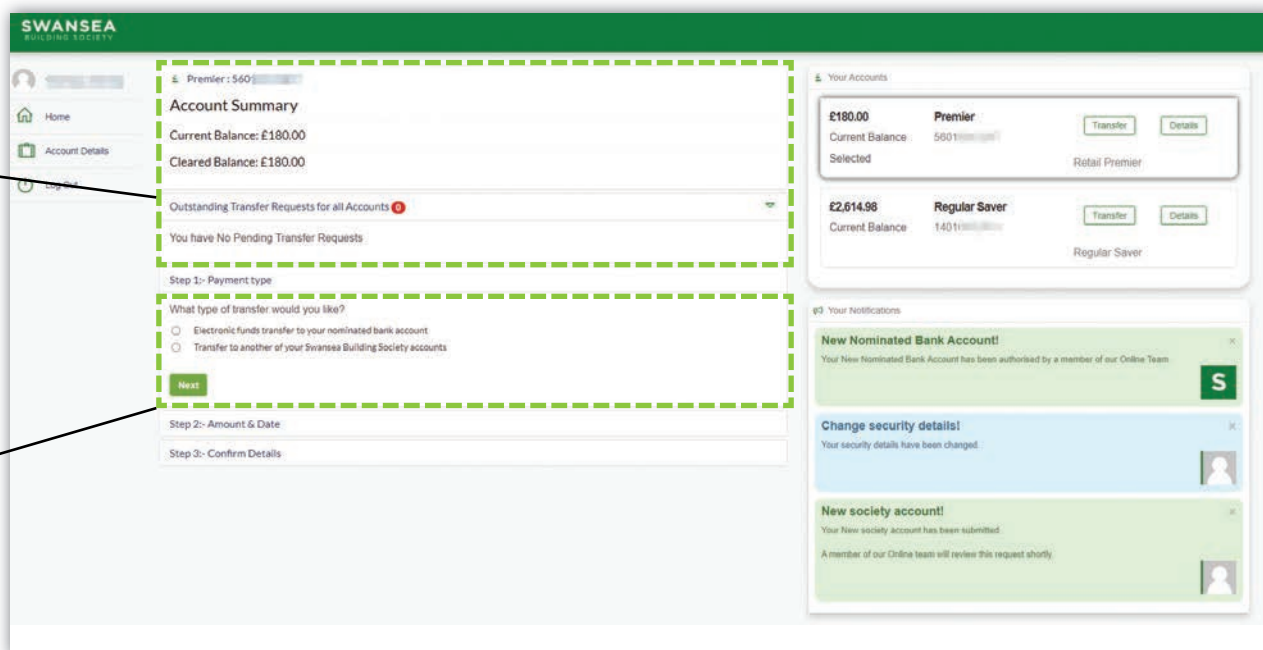 SWANSEA
BUILDING SOCIETY
Home
Account Details
Log Out
£ Premier : 560
Account Summary
Current Balance: £180.00
Cleared Balance: £180.00
Outstanding Transfer Requests for all Accounts 0
You have No Pending Transfer Requests
Step 1:- Payment type
What type of transfer would you like?
Electronic funds transfer to your nominated bank account
Transfer to another of your Swansea Building Society accounts
Next
Step 2:- Amount & Date
Step 3:- Confirm Details
£ Your Accounts
£180.00 Premier Transfer Details
Current Balance 5601
Selected Retail Premier
£2,614.98 Regular Saver Transfer Details
Current Balance 1401
Regular Saver
Your Notifications
New Nominated Bank Account! ×
Your New Nominated Bank Account has been authorised by a member of our Online Team
S
Change security details! ×
Your security details have been changed.
New society account! ×
Your New society account has been submitted.
A member of our Online team will review this request shortly.